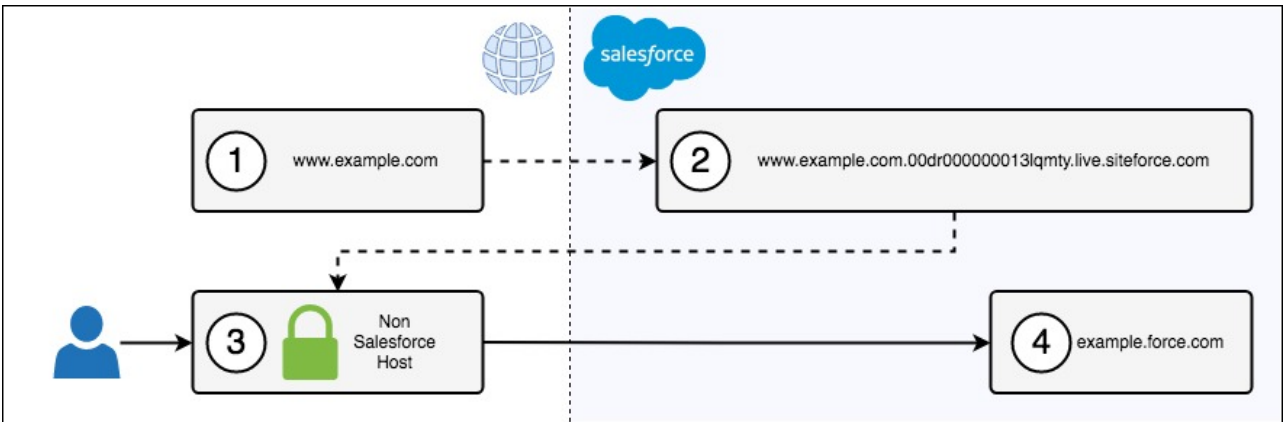 salesforce
1
www.example.com
2
www.example.com.00dr000000013lqmty.live.siteforce.com
3
Non
Salesforce
Host
4
example.force.com